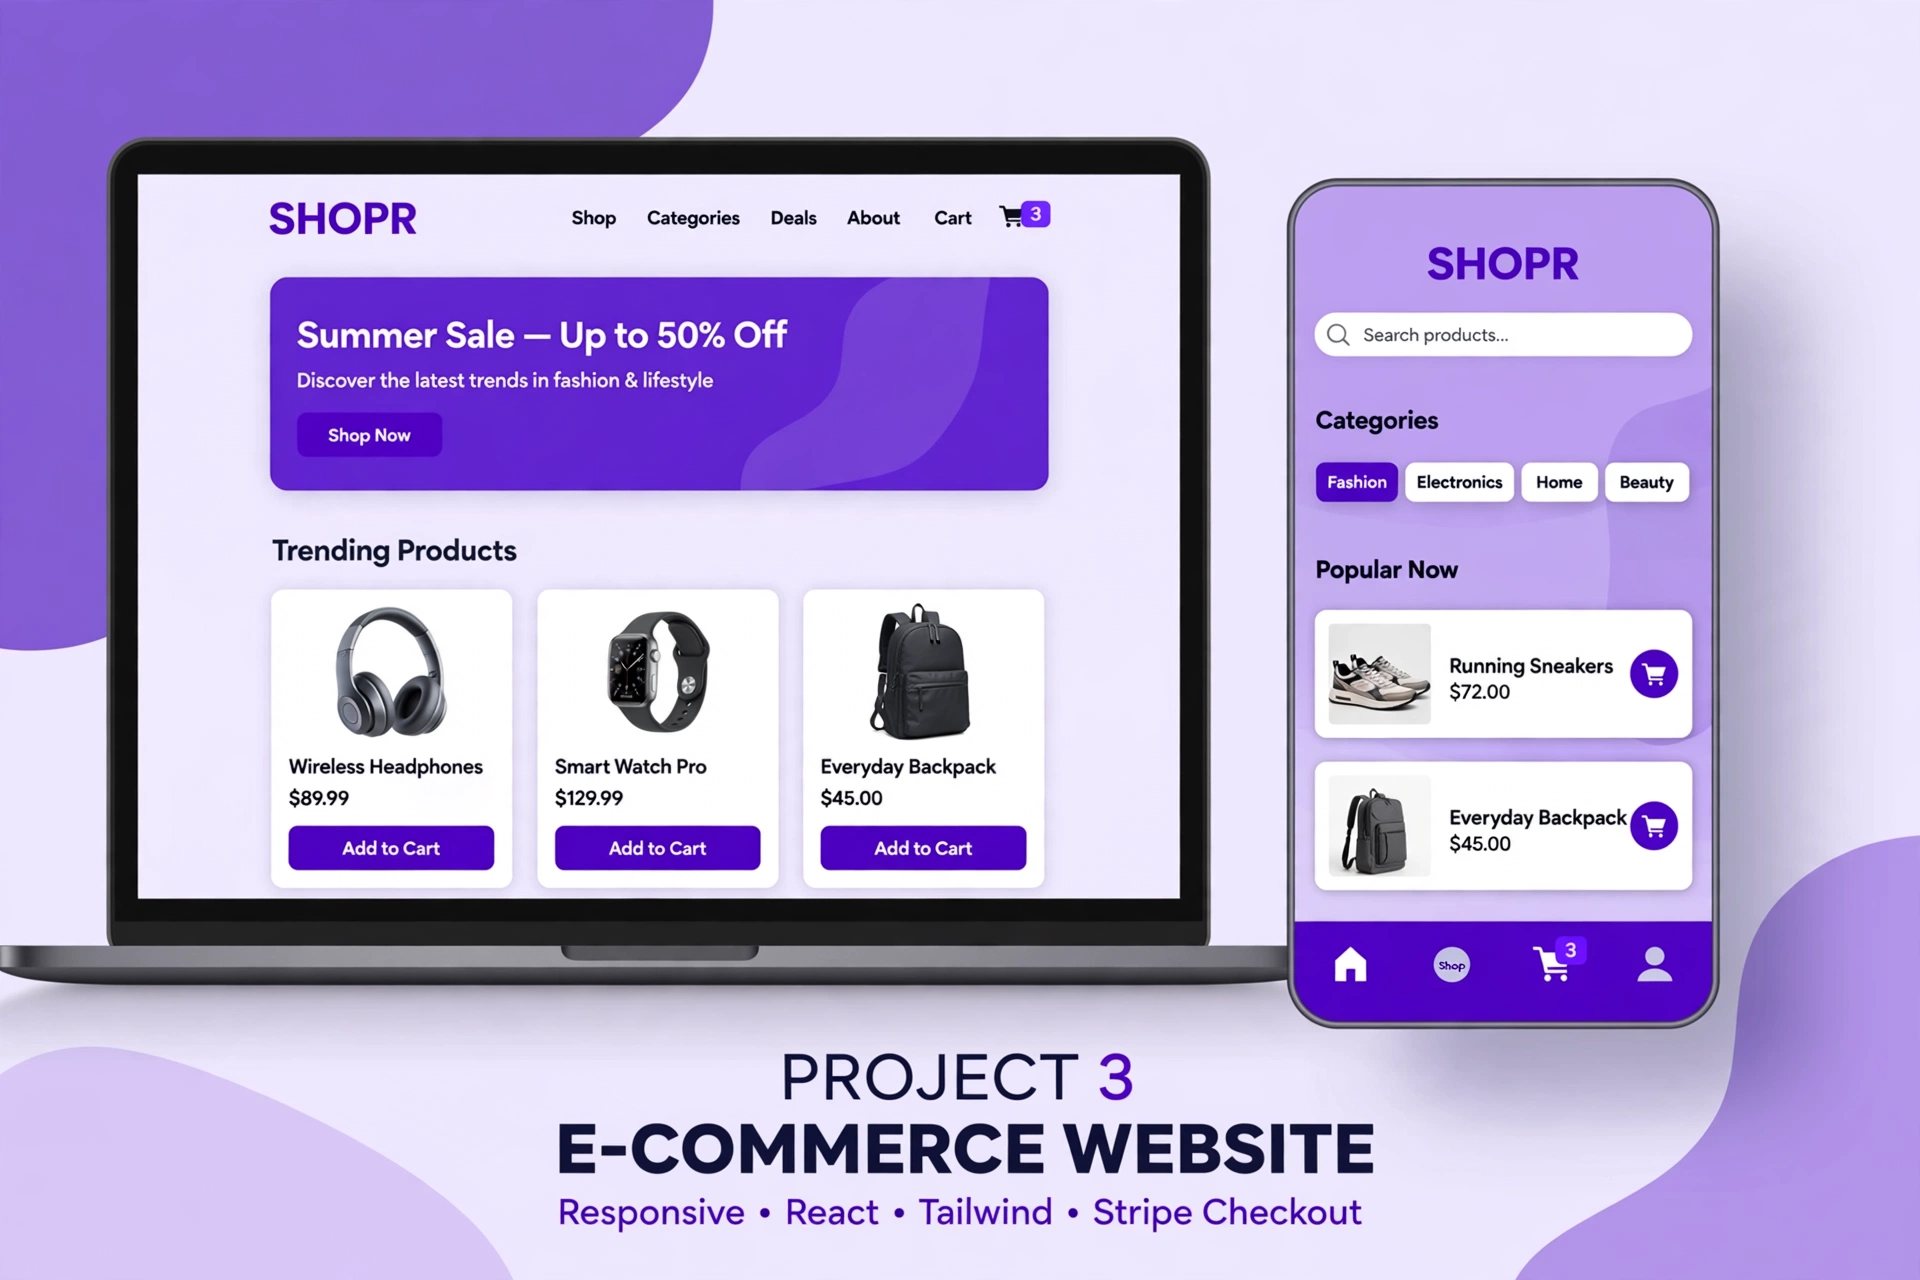 SHOPR
Shop Categories Deals About Cart 3
Summer Sale — Up to 50% Off
Discover the latest trends in fashion & lifestyle
Shop Now
Trending Products
Wireless Headphones
$89.99
Add to Cart
Smart Watch Pro
$129.99
Add to Cart
Everyday Backpack
$45.00
Add to Cart
SHOPR
Search products...
Categories
Fashion Electronics Home Beauty
Popular Now
Running Sneakers
$72.00
Everyday Backpack
$45.00
Shop 3
PROJECT 3
E-COMMERCE WEBSITE
Responsive • React • Tailwind • Stripe Checkout